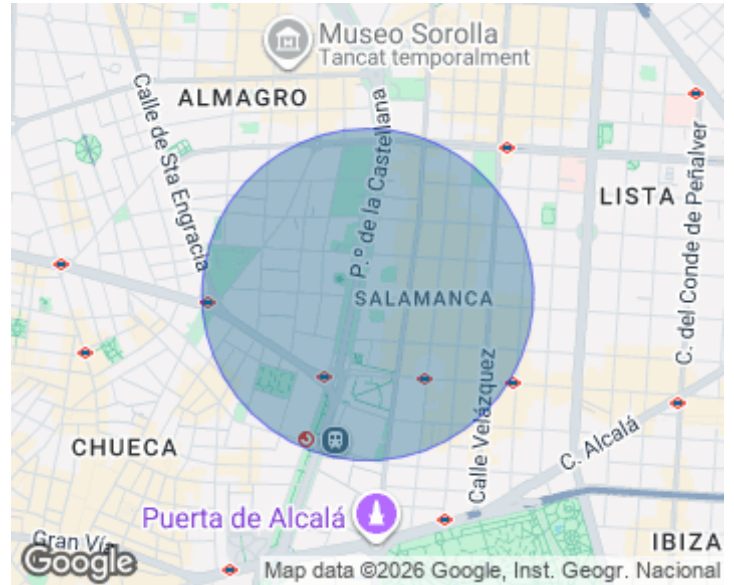 Museo Sorolla
Tancat temporalment
ALMAGRO
Calle de Sta Engracia
P.º de la Castellana
LISTA
C. del Conde de Peñalver
SALAMANCA
Calle Velázquez
CHUECA
C. Alcalá
Puerta de Alcalá
Gran Vía
IBIZA
Google
Map data ©2026 Google, Inst. Geogr. Nacional